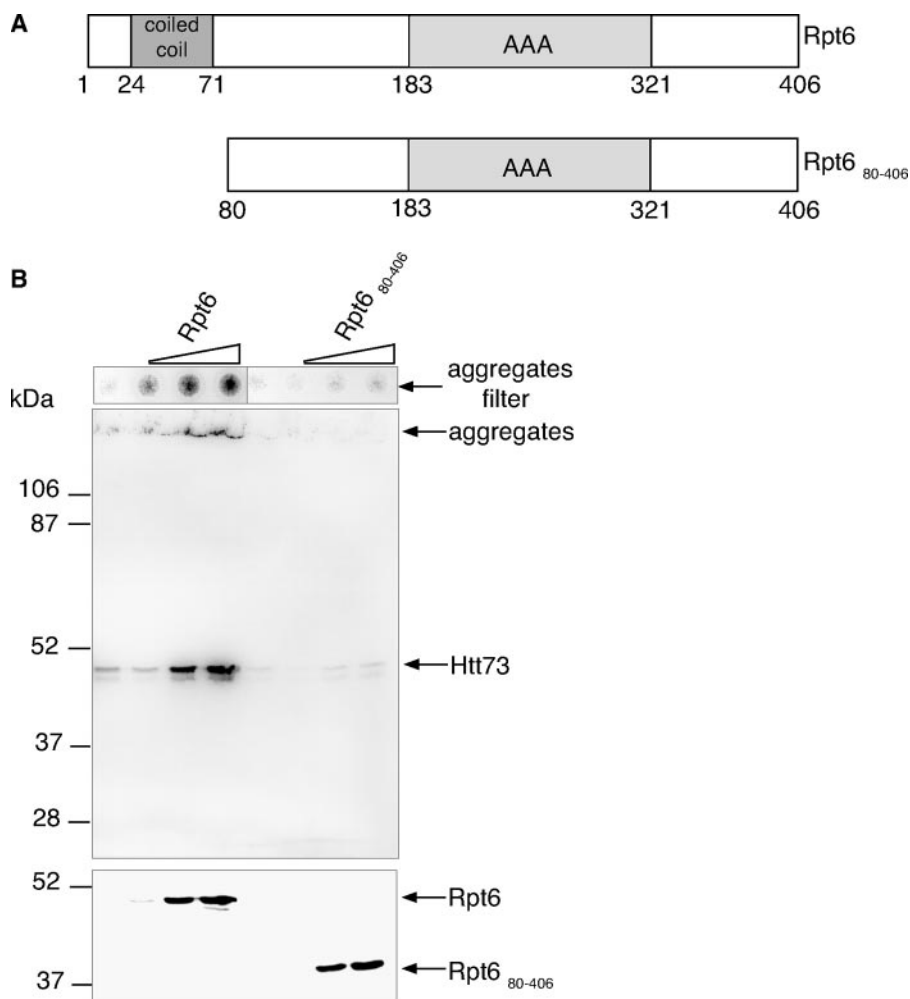 A
coiled
coil
AAA
Rpt6
1 24 71 183 321 406
AAA
Rpt6 80-406
80 183 321 406
B
Rpt6
Rpt6 80-406
aggregates
filter
kDa
aggregates
106
87
52
Htt73
37
28
52
Rpt6
Rpt6 80-406
37